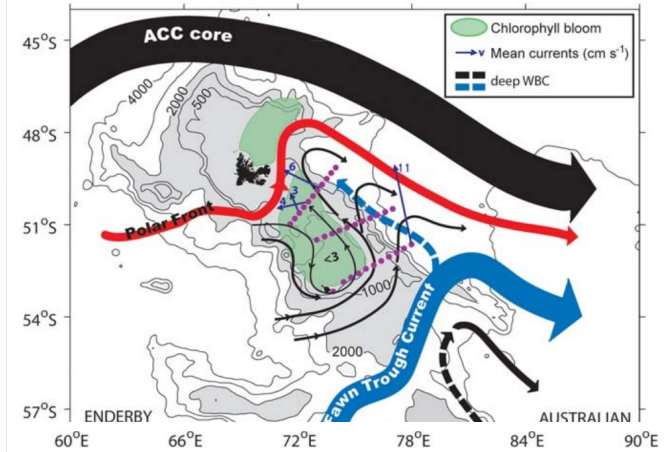 45°S
48°S
51°S
54°S
57°S
ACC core
Chlorophyll bloom
v Mean currents (cm s⁻¹)
deep WBC
4000
2000
500
6
3
4
11
Polar Front
<3
1000
2000
Fawn Trough Current
ENDERBY
AUSTRALIAN
60°E
66°E
72°E
78°E
84°E
90°E